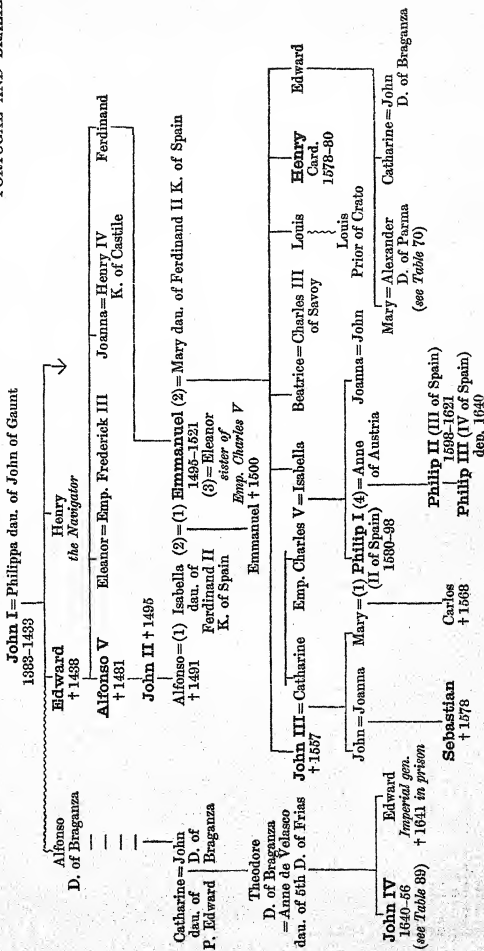 PORTUGAL AND
John I = Philippa dau. of John of Gaunt
1383-1433
Alfonso
D. of Braganza
Edward
†1438
Henry
the Navigator
Alfonso V
†1481
Eleanor = Emp. Frederick III
Joanna = Henry IV
K. of Castile
Ferdinand
John II †1495
Alfonso = (1) Isabella (2) = (1) Emmanuel (2) = Mary dau. of Ferdinand II K. of Spain
†1491
dau. of
Ferdinand II
K. of Spain
1495-1521
(3) = Eleanor
sister of
Emp. Charles V
Emmanuel †1500
Catharine = John
dau. of
P. Edward
D. of
Braganza
John III = Catharine
†1557
Emp. Charles V = Isabella
Beatrice = Charles III
of Savoy
Louis
Henry
Card.
1578-80
Edward
Louis
Prior of Crato
Theodore
D. of Braganza
= Anne de Velasco
dau. of 5th D. of Frias
John = Joanna
Mary = (1) Philip I (4) = Anne
(II of Spain)
1580-98
of Austria
Joanna = John
Mary = Alexander
D. of Parma
(see Table 70)
Catharine = John
D. of Braganza
John IV
1640-56
(see Table 89)
Edward
Imperial gen.
†1641 in prison
Sebastian
†1578
Carlos
†1568
Philip II (III of Spain)
1598-1621
Philip III (IV of Spain)
dep. 1640